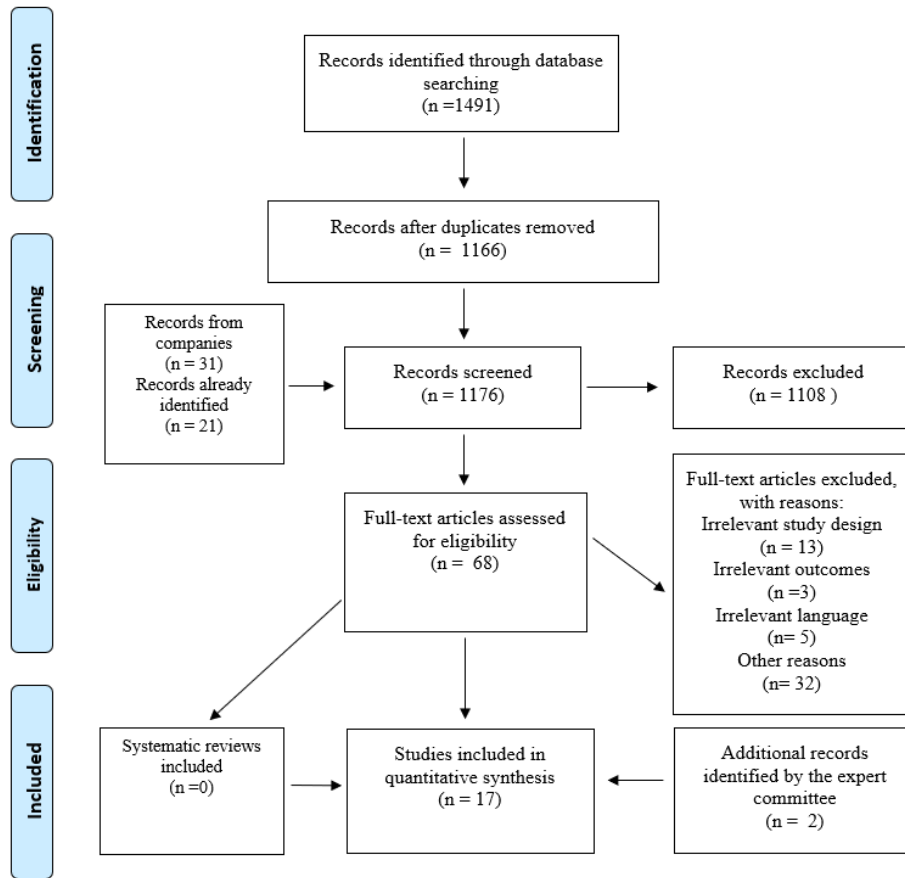 Identification
Records identified through database
searching
(n =1491)
Records after duplicates removed
(n = 1166)
Screening
Records from
companies
(n = 31)
Records already
identified
(n = 21)
Records screened
(n = 1176)
Records excluded
(n = 1108 )
Eligibility
Full-text articles assessed
for eligibility
(n = 68)
Full-text articles excluded,
with reasons:
Irrelevant study design
(n = 13)
Irrelevant outcomes
(n =3)
Irrelevant language
(n= 5)
Other reasons
(n= 32)
Included
Systematic reviews
included
(n =0)
Studies included in
quantitative synthesis
(n = 17)
Additional records
identified by the expert
committee
(n = 2)